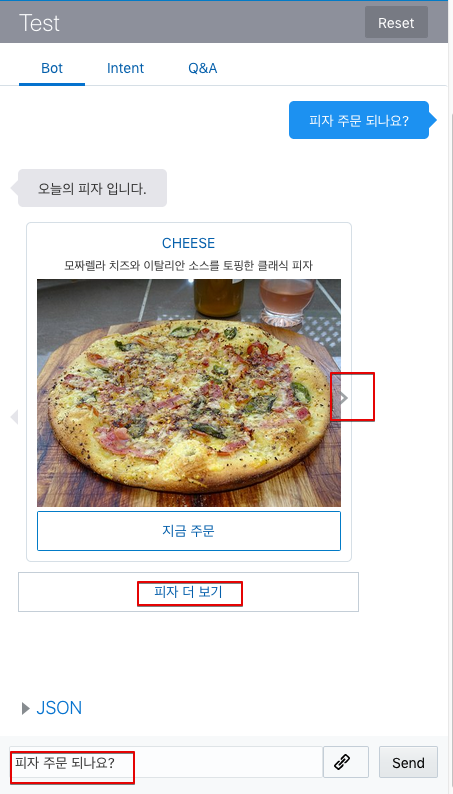 Test
Reset
Bot
Intent
Q&A
피자 주문 되나요?
오늘의 피자 입니다.
CHEESE
모짜렐라 치즈와 이탈리안 소스를 토핑한 클래식 피자
지금 주문
피자 더 보기
JSON
피자 주문 되나요?
Send